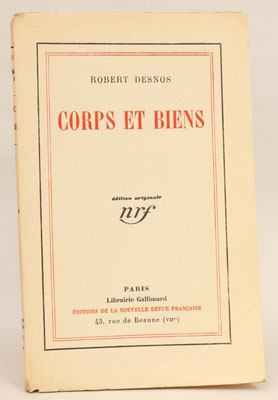 ROBERT DESNOS
CORPS ET BIENS
édition originale
nrf
PARIS
Librairie Gallimard
ÉDITIONS DE LA NOUVELLE REVUE FRANÇAISE
43, rue de Beaune (VIIme)